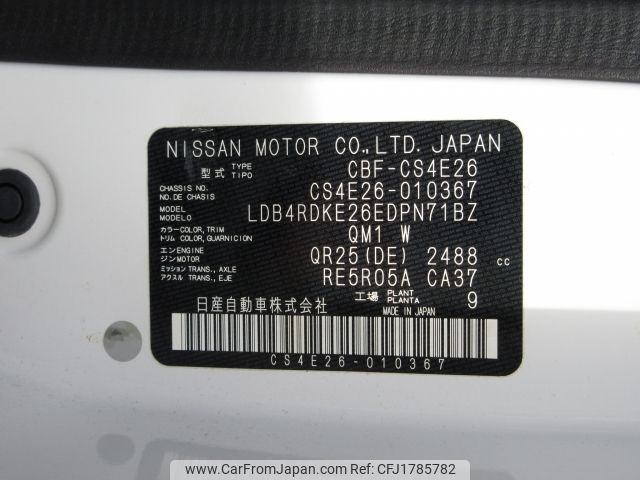 NISSAN MOTOR CO.,LTD. JAPAN
型式 TYPE TIPO CBF-CS4E26
CHASSIS NO. NO.DE CHASIS CS4E26-010367
MODEL MODELO LDB4RDKE26EDPN71BZ
カラー COLOR, TRIM トリム COLOR, GUARNICION QM1 W
エンジン ENGINE ジン MOTOR QR25(DE) 2488 cc
ミッション TRANS., AXLE アクスル TRANS., EJE RE5R05A CA37
工場 PLANT PLANTA 9
日産自動車株式会社 MADE IN JAPAN
CS4E26-010367
www.CarFromJapan.com Car ID: CFJ1785782